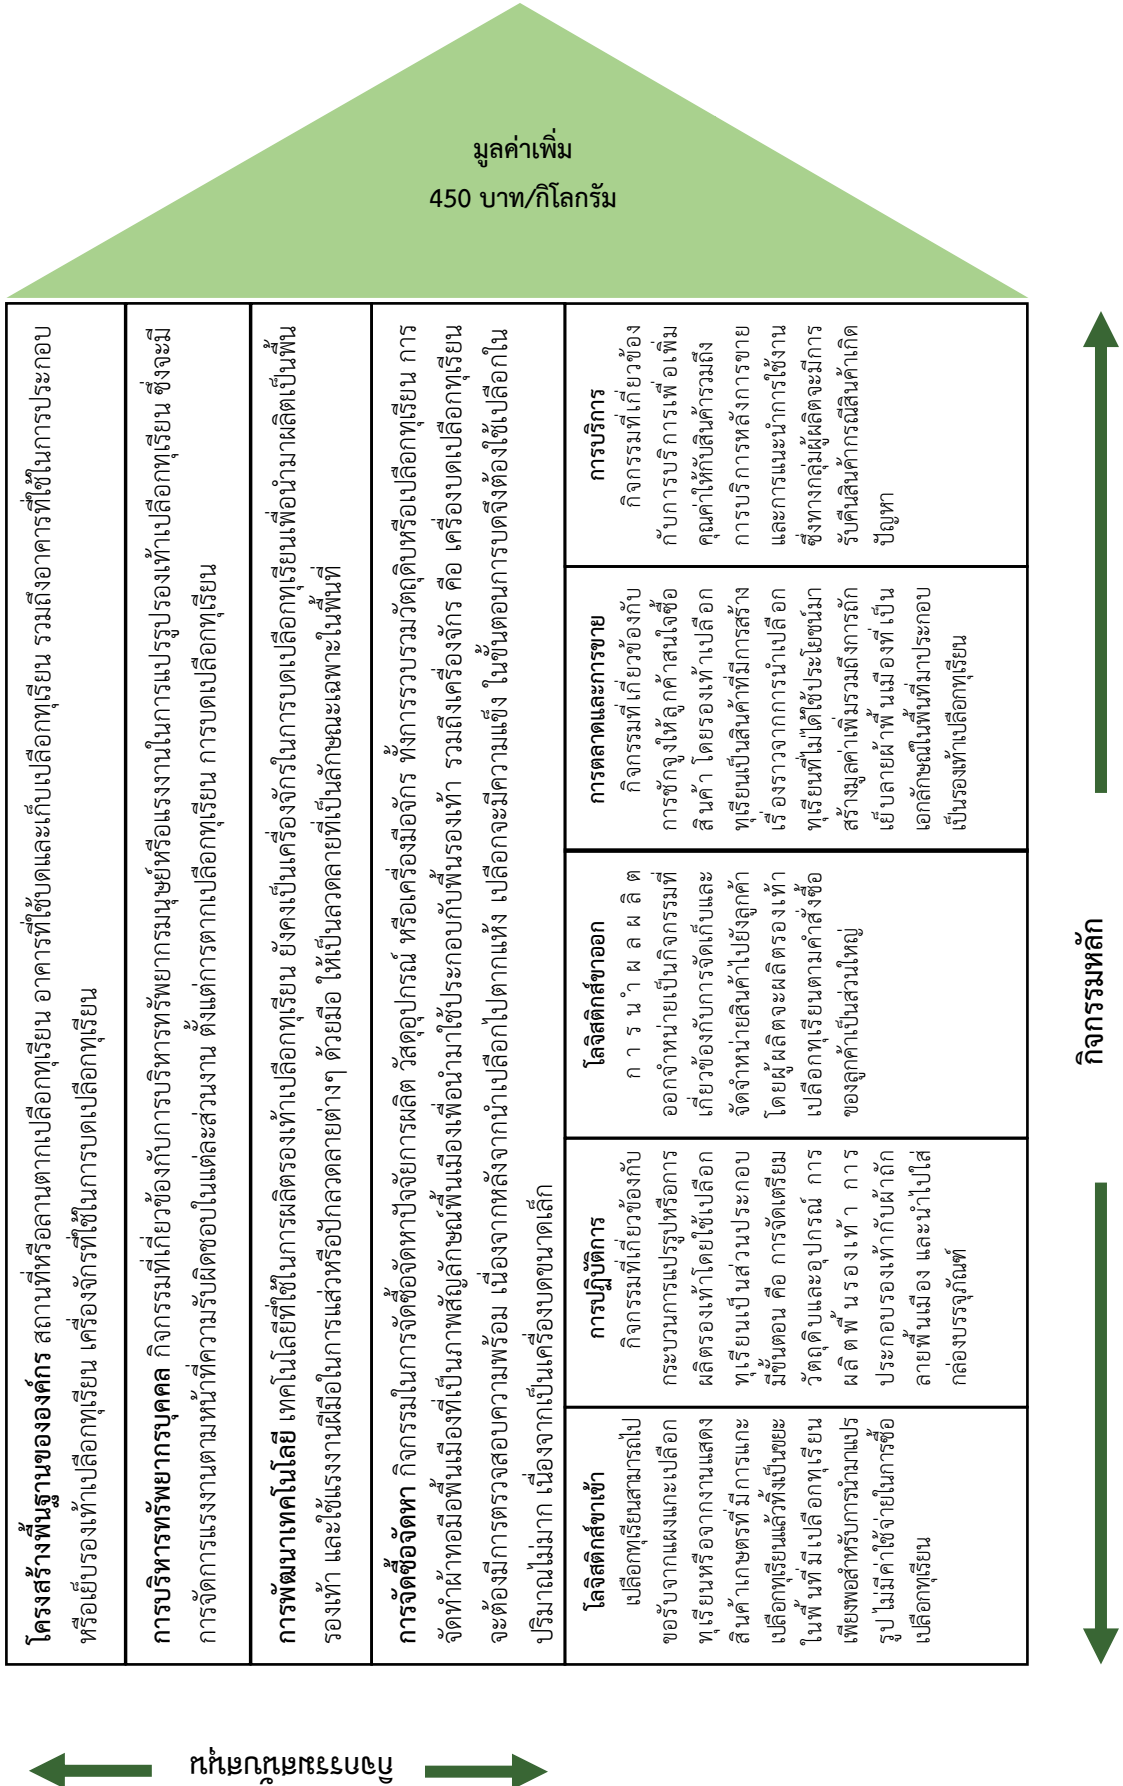 มูลค่าเพิ่ม
450 บาท/กิโลกรัม
โครงสร้างพื้นฐานขององค์กร สถานที่หรือลานตากเปลือกทุเรียน อาคารที่ใช้บดและเก็บเปลือกทุเรียน รวมถึงอาคารที่ใช้ในการประกอบ
หรือเย็บรองเท้าเปลือกทุเรียน เครื่องจักรที่ใช้ในการบดเปลือกทุเรียน
การบริหารทรัพยากรบุคคล กิจกรรมที่เกี่ยวข้องกับการบริหารทรัพยากรมนุษย์หรือแรงงานในการแปรรูปรองเท้าเปลือกทุเรียน ซึ่งจะมี
การจัดการแรงงานตามหน้าที่ความรับผิดชอบในแต่ละส่วนงาน ตั้งแต่การตากเปลือกทุเรียน การบดเปลือกทุเรียน
การพัฒนาเทคโนโลยี เทคโนโลยีที่ใช้ในการผลิตรองเท้าเปลือกทุเรียน ยังคงเป็นเครื่องจักรในการบดเปลือกทุเรียนเพื่อนำมาผลิตเป็นพื้น
รองเท้า และใช้แรงงานฝีมือในการแส่วหรือปักลวดลายต่างๆ ด้วยมือ ให้เป็นลวดลายที่เป็นลักษณะเฉพาะในพื้นที่
การจัดซื้อจัดหา กิจกรรมในการจัดซื้อจัดหาปัจจัยการผลิต วัสดุอุปกรณ์ หรือเครื่องมือจักร ทั้งการรวบรวมวัตถุดิบหรือเปลือกทุเรียน การ
จัดทำผ้าทอมือพื้นเมืองที่เป็นภาพสัญลักษณ์พื้นเมืองเพื่อนำมาใช้ประกอบกับพื้นรองเท้า รวมถึงเครื่องจักร คือ เครื่องบดเปลือกทุเรียน
จะต้องมีการตรวจสอบความพร้อม เนื่องจากหลังจากนำเปลือกไปตากแห้ง เปลือกจะมีความแข็ง ในขั้นตอนการบดจึงต้องใช้เปลือกใน
ปริมาณไม่มาก เนื่องจากเป็นเครื่องบดขนาดเล็ก
โลจิสติกส์ขาเข้า
เปลือกทุเรียนสามารถไป
ขอรับจากแผงแกะเปลือก
ทุเรียนหรือจากงานแสดง
สินค้าเกษตรที่มีการแกะ
เปลือกทุเรียนแล้วทิ้งเป็นขยะ
ในพื้นที่มีเปลือกทุเรียน
เพียงพอสำหรับการนำมาแปร
รูป ไม่มีค่าใช้จ่ายในการซื้อ
เปลือกทุเรียน
การปฏิบัติการ
กิจกรรมที่เกี่ยวข้องกับ
กระบวนการแปรรูปหรือการ
ผลิตรองเท้าโดยใช้เปลือก
ทุเรียนเป็นส่วนประกอบ
มีขั้นตอน คือ การจัดเตรียม
วัตถุดิบและอุปกรณ์ การ
ผลิตพื้นรองเท้า การ
ประกอบรองเท้ากับผ้าถัก
ลายพื้นเมือง และนำไปใส่
กล่องบรรจุภัณฑ์
โลจิสติกส์ขาออก
การนำผลผลิต
ออกจำหน่ายเป็นกิจกรรมที่
เกี่ยวข้องกับการจัดเก็บและ
จัดจำหน่ายสินค้าไปยังลูกค้า
โดยผู้ผลิตจะผลิตรองเท้า
เปลือกทุเรียนตามคำสั่งซื้อ
ของลูกค้าเป็นส่วนใหญ่
การตลาดและการขาย
กิจกรรมที่เกี่ยวข้องกับ
การชักจูงให้ลูกค้าสนใจซื้อ
สินค้า โดยรองเท้าเปลือก
ทุเรียนเป็นสินค้าที่มีการสร้าง
เรื่องราวจากการนำเปลือก
ทุเรียนที่ไม่ได้ใช้ประโยชน์มา
สร้างมูลค่าเพิ่มรวมถึงการถัก
เย็บลายผ้าพื้นเมืองที่เป็น
เอกลักษณ์ในพื้นที่มาประกอบ
เป็นรองเท้าเปลือกทุเรียน
การบริการ
กิจกรรมที่เกี่ยวข้อง
กับการบริการเพื่อเพิ่ม
คุณค่าให้กับสินค้ารวมถึง
การบริการหลังการขาย
และการแนะนำการใช้งาน
ซึ่งทางกลุ่มผู้ผลิตจะมีการ
รับคืนสินค้ากรณีสินค้าเกิด
ปัญหา
กิจกรรมหลัก
กิจกรรมสนับสนุน